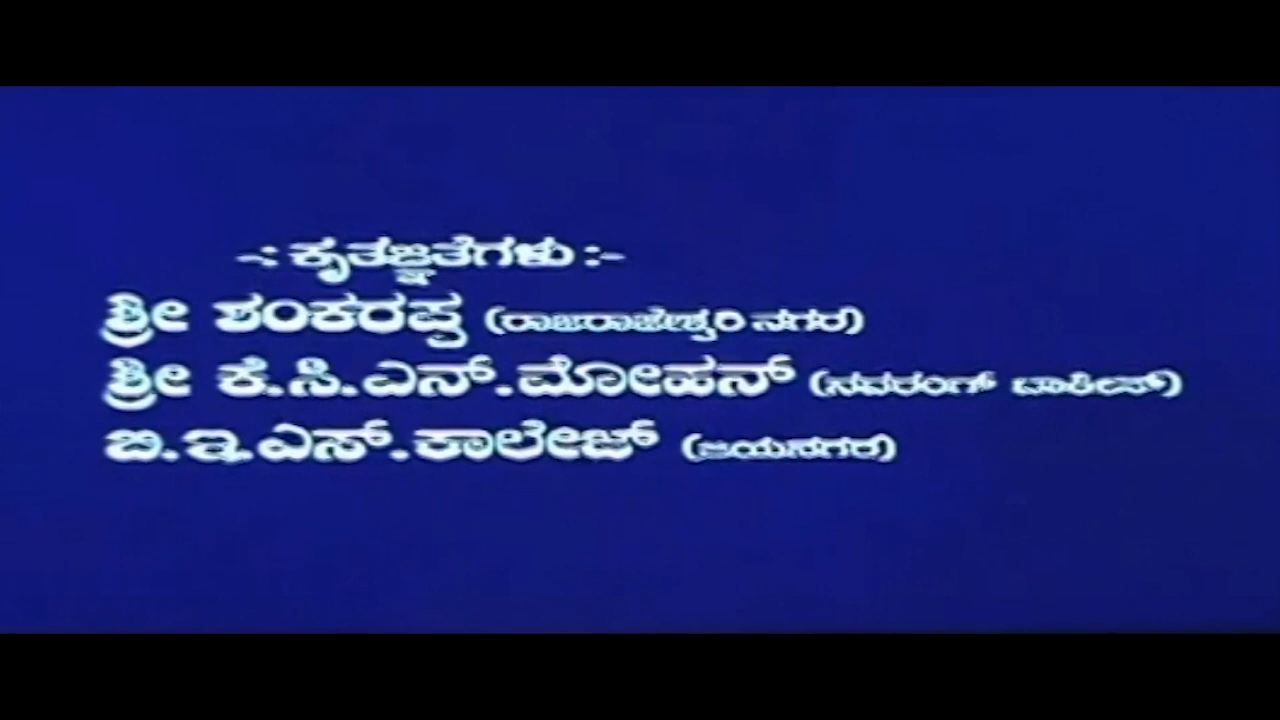 -: ಕೃತಜ್ಞತೆಗಳು :-
ಶ್ರೀ ಶಂಕರಪ್ಪ (ರಾಜರಾಜೇಶ್ವರಿ ನಗರ)
ಶ್ರೀ ಕೆ.ಸಿ.ಎನ್.ಮೋಹನ್ (ನವರಂಗ್ ಟಾಕೀಸ್)
ಬಿ.ಇ.ಎಸ್.ಕಾಲೇಜ್ (ಜಯನಗರ)